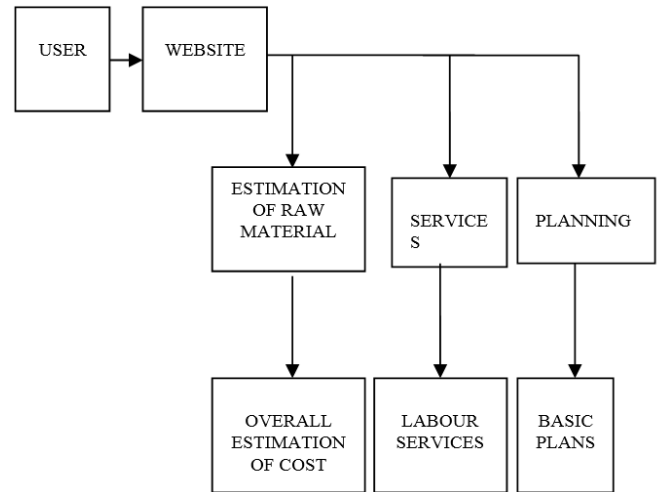 USER
WEBSITE
ESTIMATION
OF RAW
MATERIAL
SERVICE
S
PLANNING
OVERALL
ESTIMATION
OF COST
LABOUR
SERVICES
BASIC
PLANS